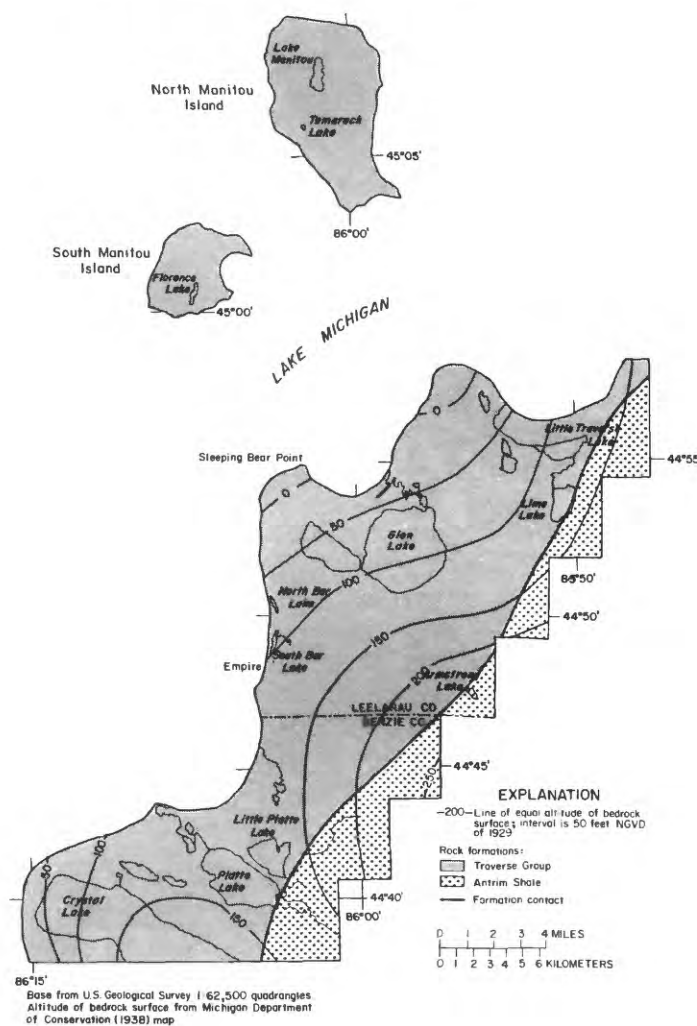 Lake
Manitou
North Manitou
Island
Tamarack
Lake
45°05'
86°00'
South Manitou
Island
Florence
Lake
45°00'
LAKE MICHIGAN
0
Little Traverse
Lake
Sleeping Bear Point
44°55'
0
50
Lime
Lake
Glen
Lake
100
85°50'
North Bar
Lake
44°50'
150
South Bar
Lake
Empire
200
Armstrong
Lake
LEELANAU CO
BENZIE CO
44°45'
250
EXPLANATION
—200—Line of equal altitude of bedrock
surface; interval is 50 feet NGVD
of 1929
Little Platte
Lake
Rock formations:
Traverse Group
Antrim Shale
Formation contact
50
100
Platte
Lake
Crystal
Lake
150
44°40'
86°00'
0 1 2 3 4 MILES
0 1 2 3 4 5 6 KILOMETERS
86°15'
Base from U.S. Geological Survey 1:62,500 quadrangles
Altitude of bedrock surface from Michigan Department
of Conservation (1938) map